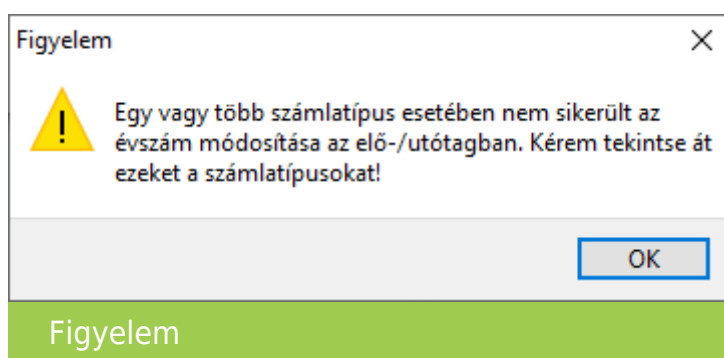 Figyelem
Egy vagy több számlatípus esetében nem sikerült az
évszám módosítása az elő-/utótagban. Kérem tekintse át
ezeket a számlatípusokat!
OK
Figyelem